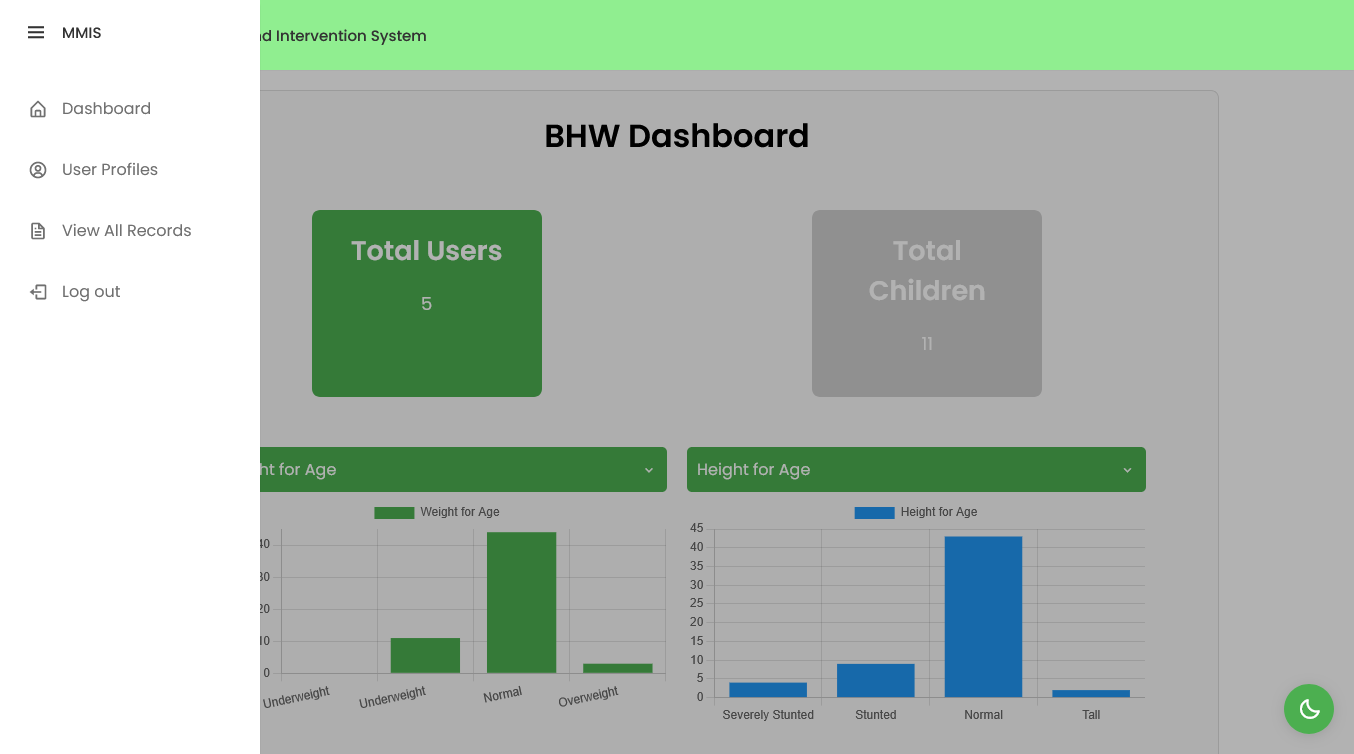 MMIS
nd Intervention System
Dashboard
User Profiles
View All Records
Log out
BHW Dashboard
Total Users
5
Total
Children
11
ht for Age
Height for Age
Weight for Age
40
30
20
10
0
Underweight
Underweight
Normal
Overweight
Height for Age
45
40
35
30
25
20
15
10
5
0
Severely Stunted
Stunted
Normal
Tall